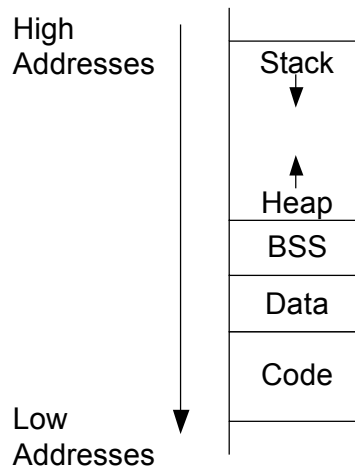 High
Addresses
Stack
Heap
BSS
Data
Code
Low
Addresses